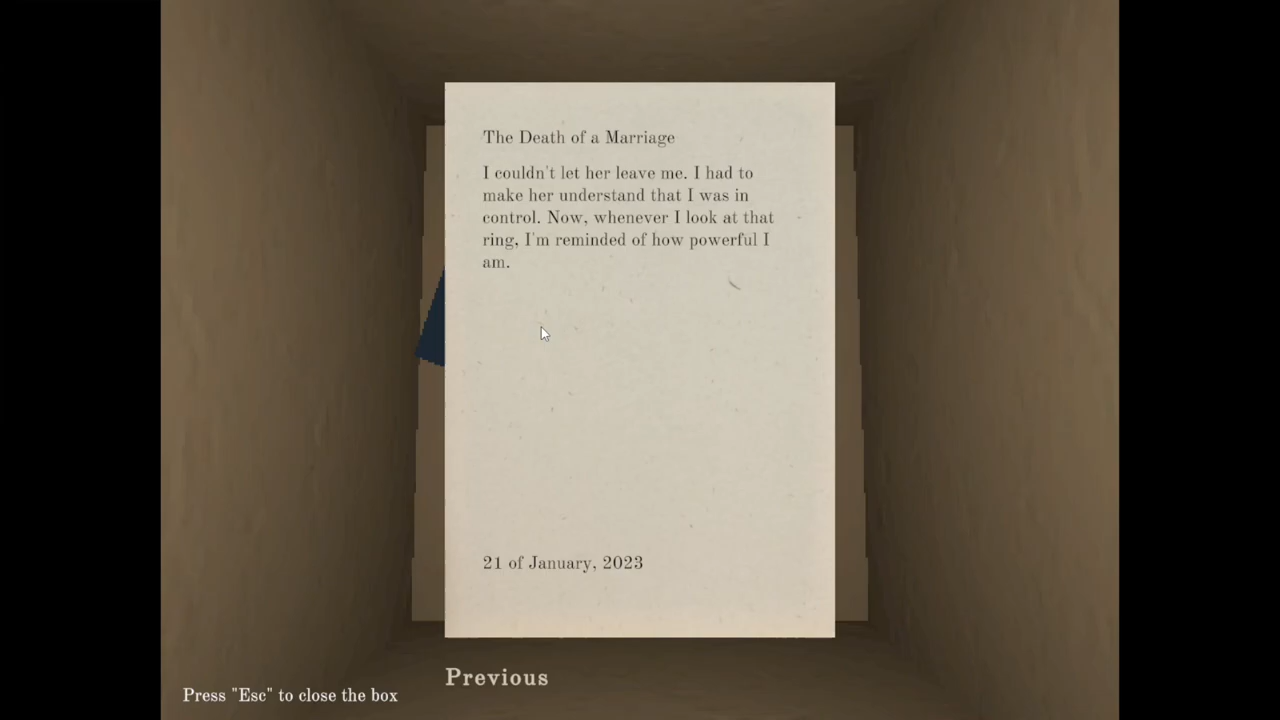 The Death of a Marriage
I couldn't let her leave me. I had to
make her understand that I was in
control. Now, whenever I look at that
ring, I'm reminded of how powerful I
am.
21 of January, 2023
Previous
Press "Esc" to close the box